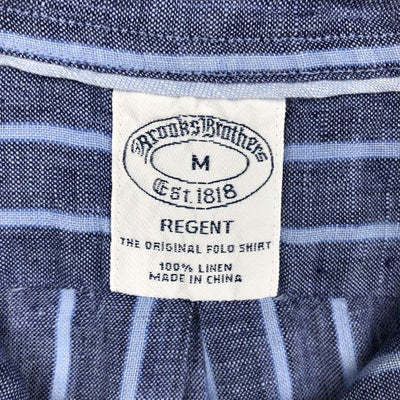 Brooks Brothers
M
Est. 1818
REGENT
THE ORIGINAL POLO SHIRT
100% LINEN
MADE IN CHINA